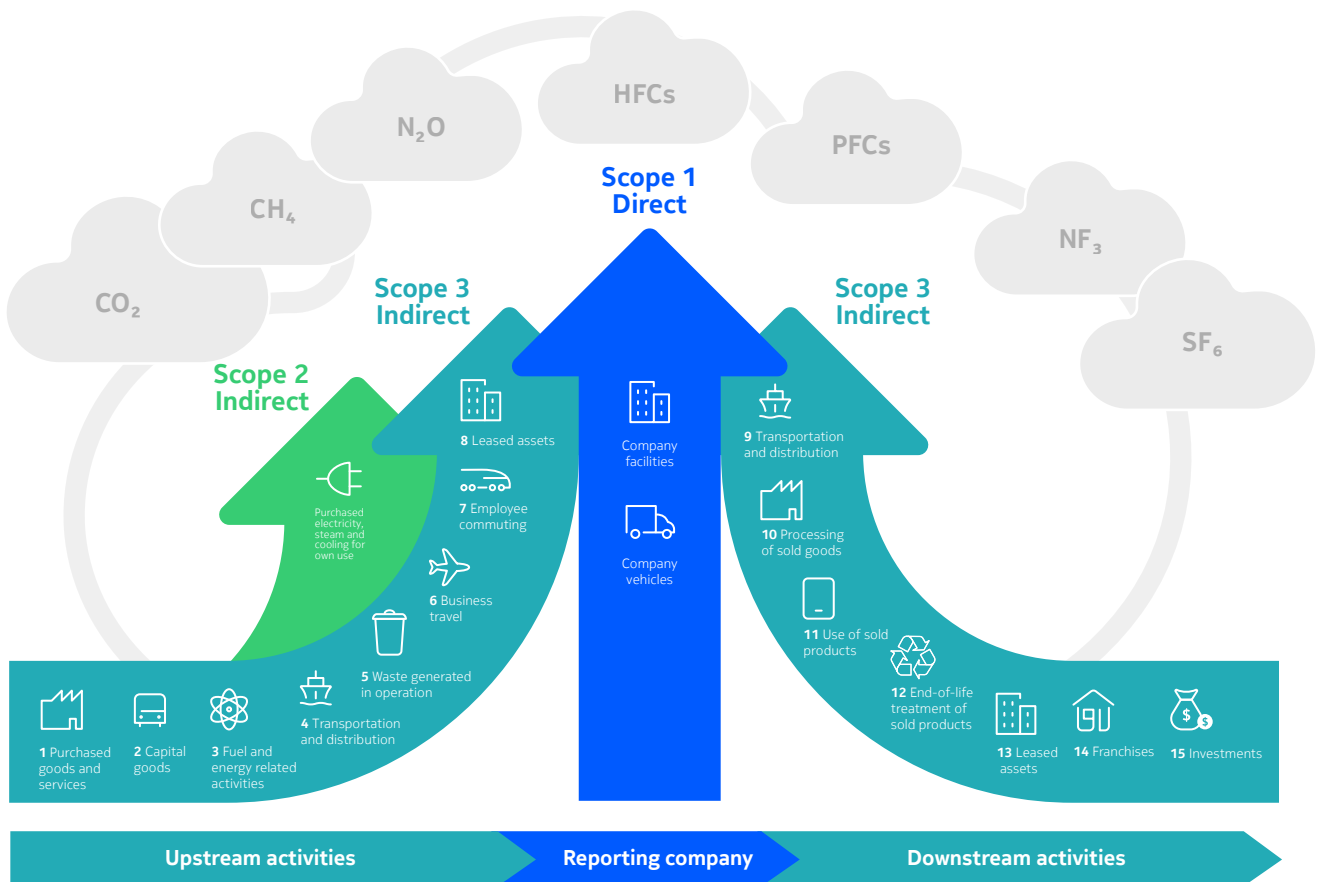 CO₂
CH₄
N₂O
HFCs
PFCs
NF₃
SF₆
Scope 2
Indirect
Scope 3
Indirect
Scope 1
Direct
Scope 3
Indirect
Purchased
electricity,
steam and
cooling for
own use
1 Purchased
goods and
services
2 Capital
goods
3 Fuel and
energy related
activities
4 Transportation
and distribution
5 Waste generated
in operation
6 Business
travel
7 Employee
commuting
8 Leased assets
Company
facilities
Company
vehicles
9 Transportation
and distribution
10 Processing
of sold goods
11 Use of sold
products
12 End-of-life
treatment of
sold products
13 Leased
assets
14 Franchises
$
$
15 Investments
Upstream activities
Reporting company
Downstream activities